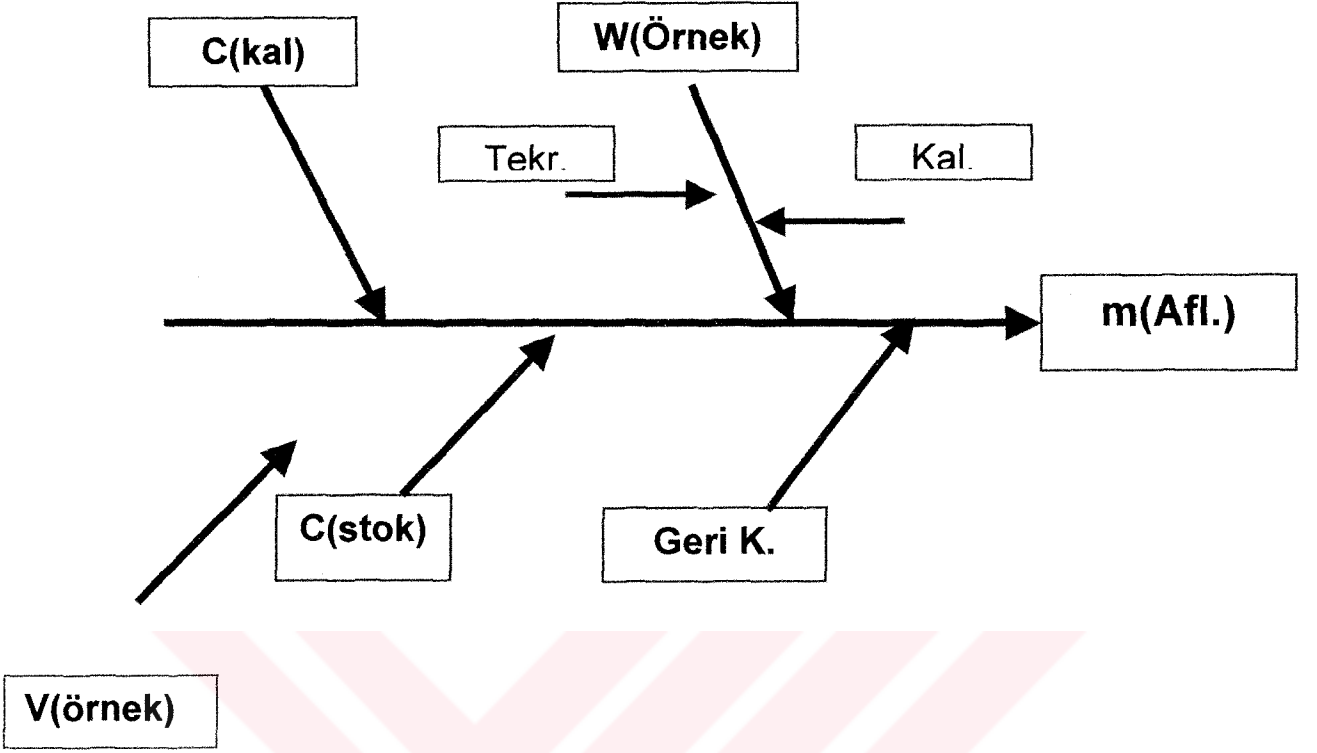 C(kal)
W(Örnek)
Tekr.
Kal.
m(Afl.)
C(stok)
Geri K.
V(örnek)